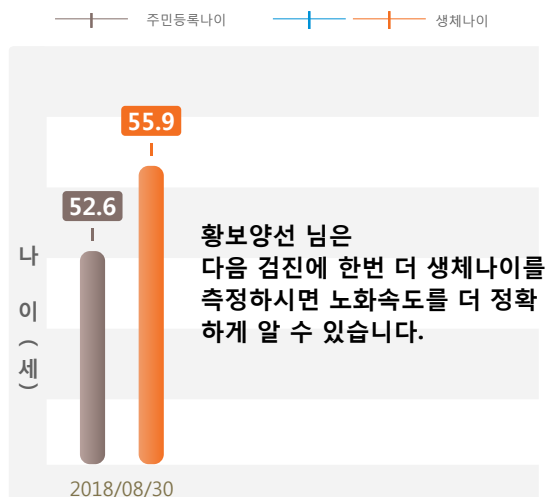 주민등록나이 생체나이
55.9
52.6
나이(세)
황보양선 님은
다음 검진에 한번 더 생체나이를
측정하시면 노화속도를 더 정확
하게 알 수 있습니다.
2018/08/30